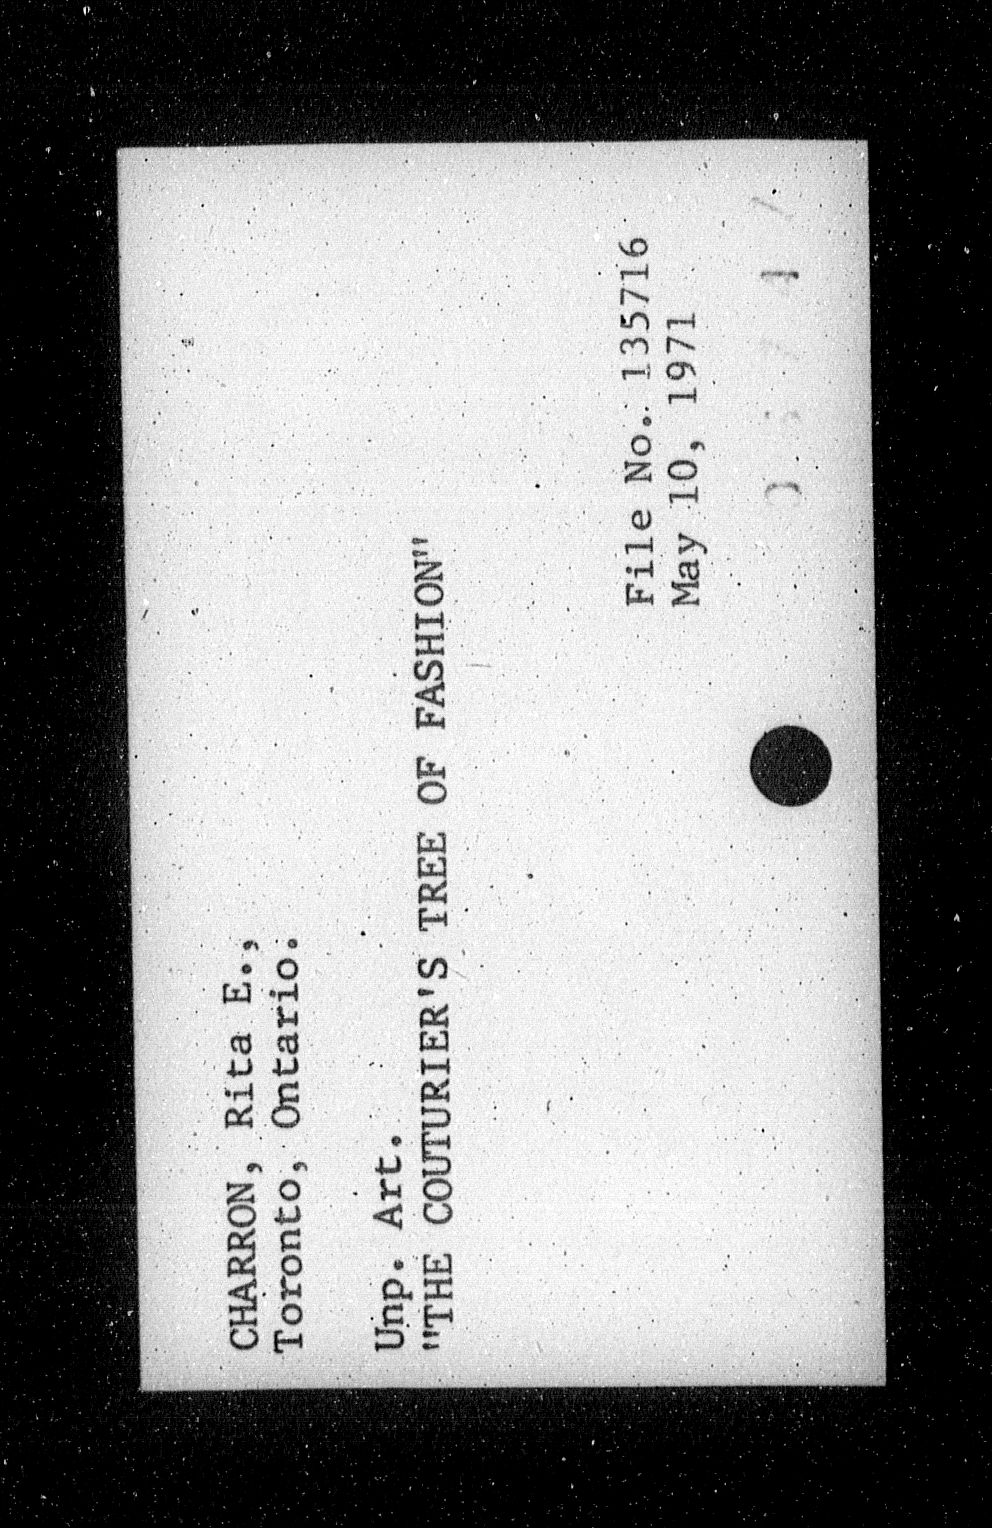 CHARRON, Rita E.,
Toronto, Ontario.
Unp. Art.
"THE COUTURIER'S TREE OF FASHION"
File No. 135716
May 10, 1971